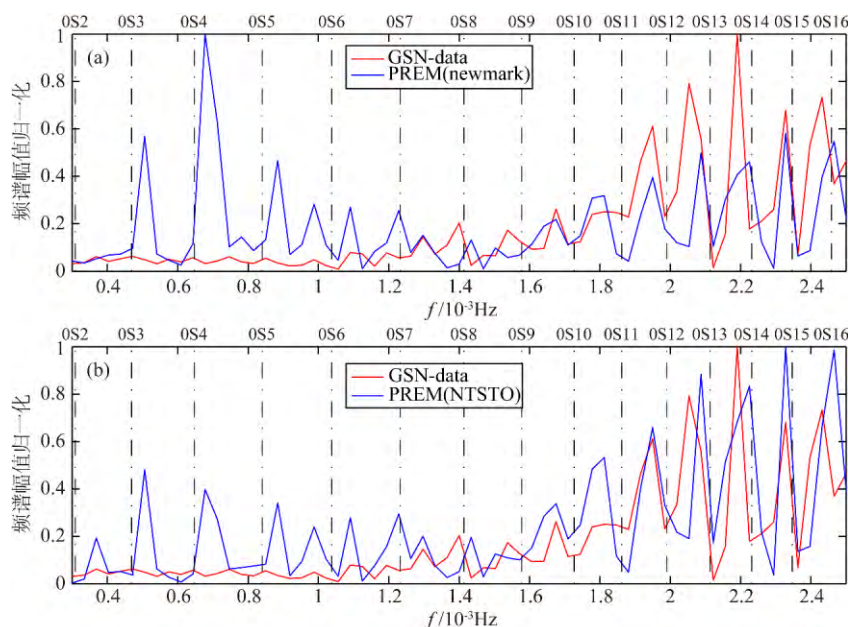 0S2 0S3 0S4 0S5 0S6 0S7 0S8 0S9 0S10 0S11 0S12 0S13 0S14 0S15 0S16
(a)
GSN-data
PREM(newmark)
频谱幅值归一化
1
0.8
0.6
0.4
0.2
0
0.4 0.6 0.8 1 1.2 1.4 1.6 1.8 2 2.2 2.4
f/10⁻³Hz
0S2 0S3 0S4 0S5 0S6 0S7 0S8 0S9 0S10 0S11 0S12 0S13 0S14 0S15 0S16
(b)
GSN-data
PREM(NTSTO)
频谱幅值归一化
1
0.8
0.6
0.4
0.2
0
0.4 0.6 0.8 1 1.2 1.4 1.6 1.8 2 2.2 2.4
f/10⁻³Hz